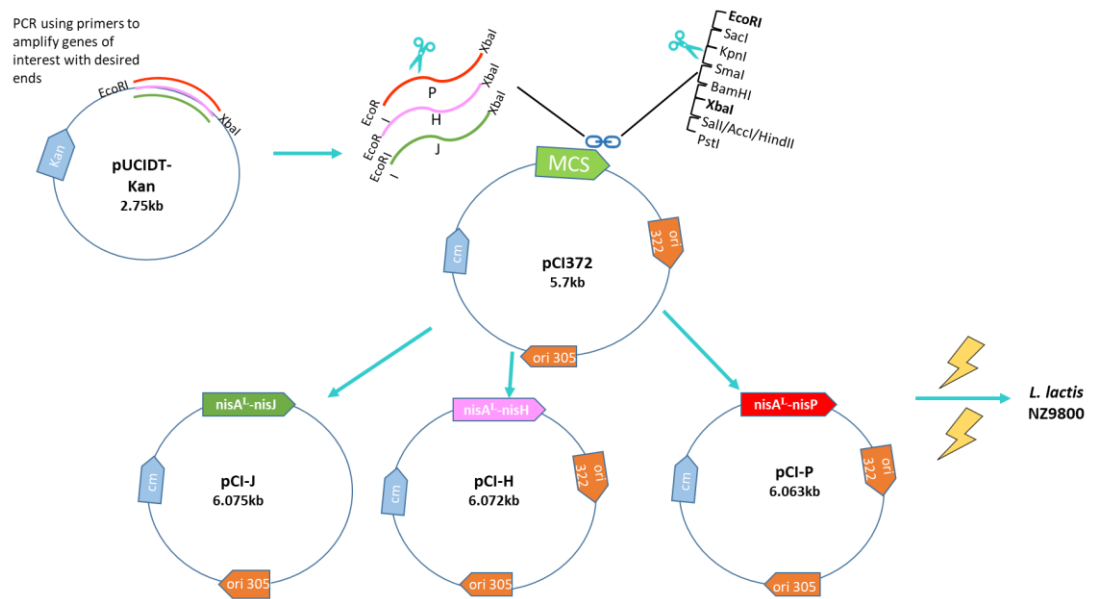 PCR using primers to
amplify genes of
interest with desired
ends
EcoRI
XbaI
Kan
pUCIDT-
Kan
2.75kb
XbaI
P
EcoR
I
XbaI
H
EcoR
I
XbaI
J
EcoRI
EcoRI
SacI
KpnI
SmaI
BamHI
XbaI
SalI/AccI/HindII
PstI
MCS
cm
ori
322
pCI372
5.7kb
ori 305
nisAᴸ-nisJ
cm
pCI-J
6.075kb
ori 305
nisAᴸ-nisH
cm
ori
322
pCI-H
6.072kb
ori 305
nisAᴸ-nisP
cm
ori
322
pCI-P
6.063kb
ori 305
L. lactis
NZ9800